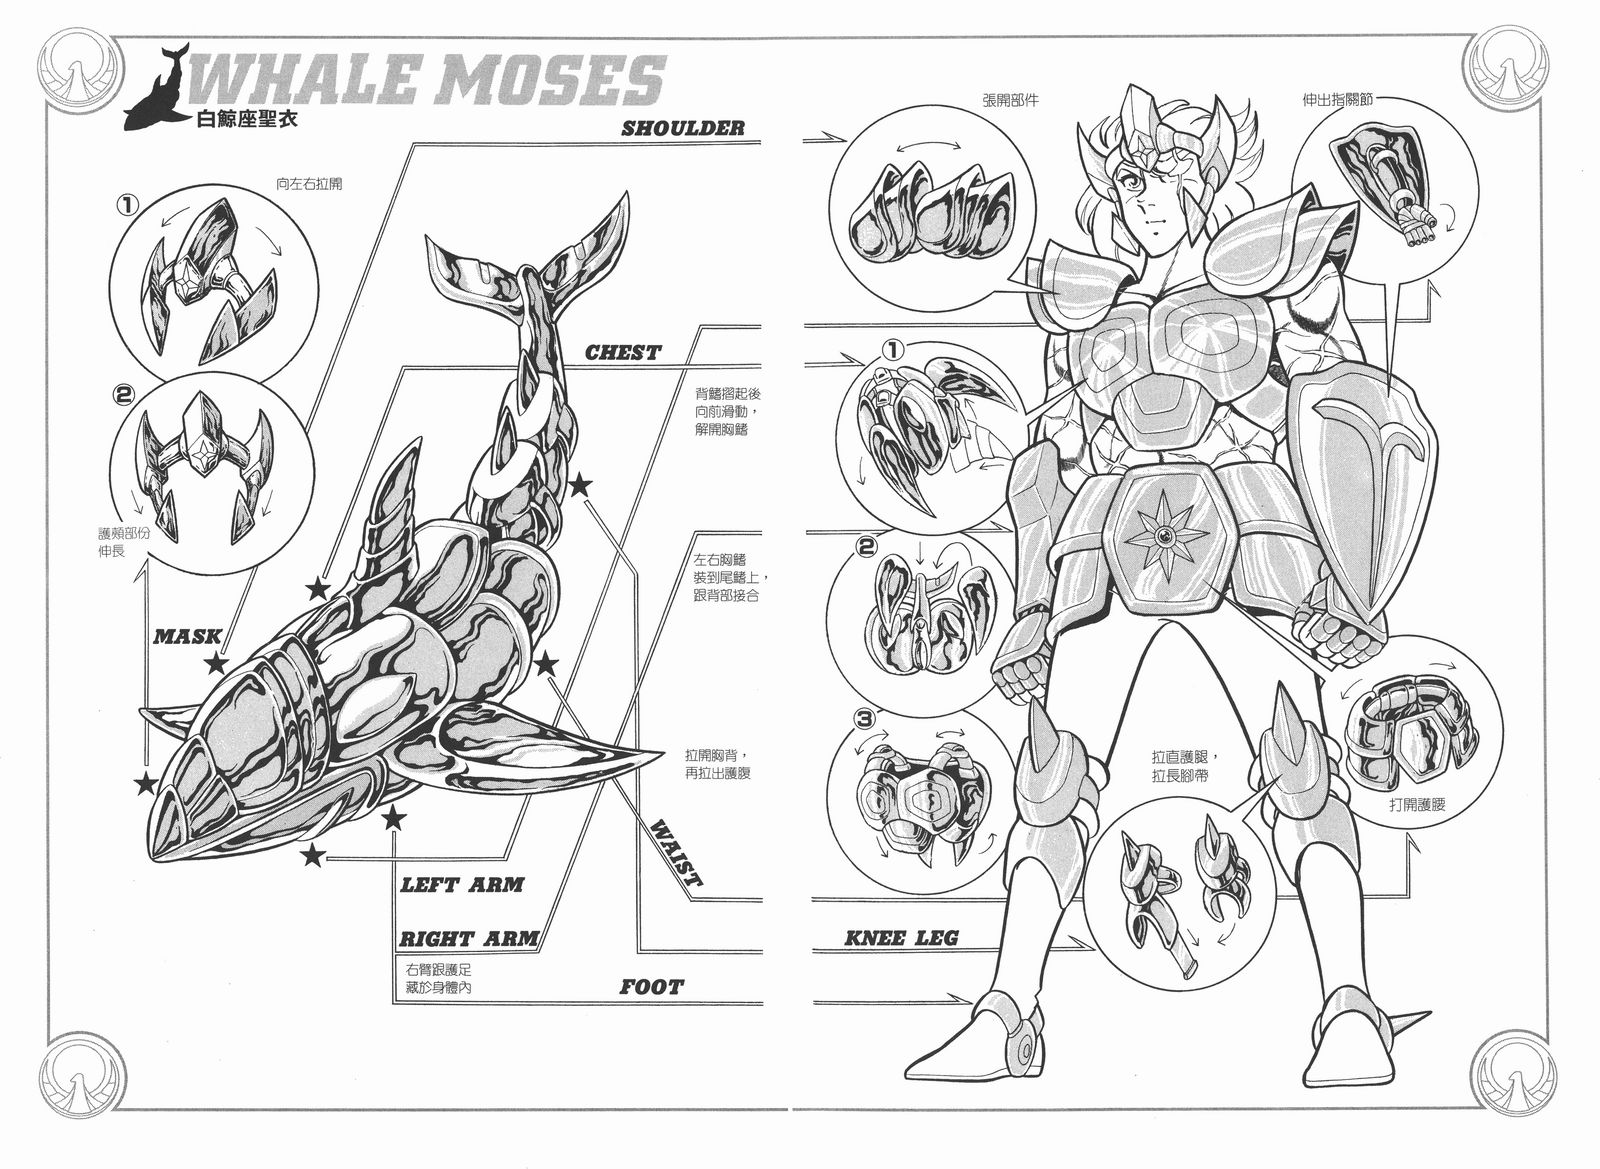 WHALE MOSES
白鯨座聖衣
SHOULDER
張開部件
伸出指關節
1
向左右拉開
2
護頰部份
伸長
CHEST
1
背鰭摺起後
向前滑動，
解開胸鰭
2
左右胸鰭
裝到尾鰭上，
跟背部接合
3
拉開胸背，
再拉出護腹
MASK
WAIST
打開護腰
LEFT ARM
RIGHT ARM
右臂跟護足
藏於身體內
KNEE LEG
拉直護腿，
拉長腳帶
FOOT